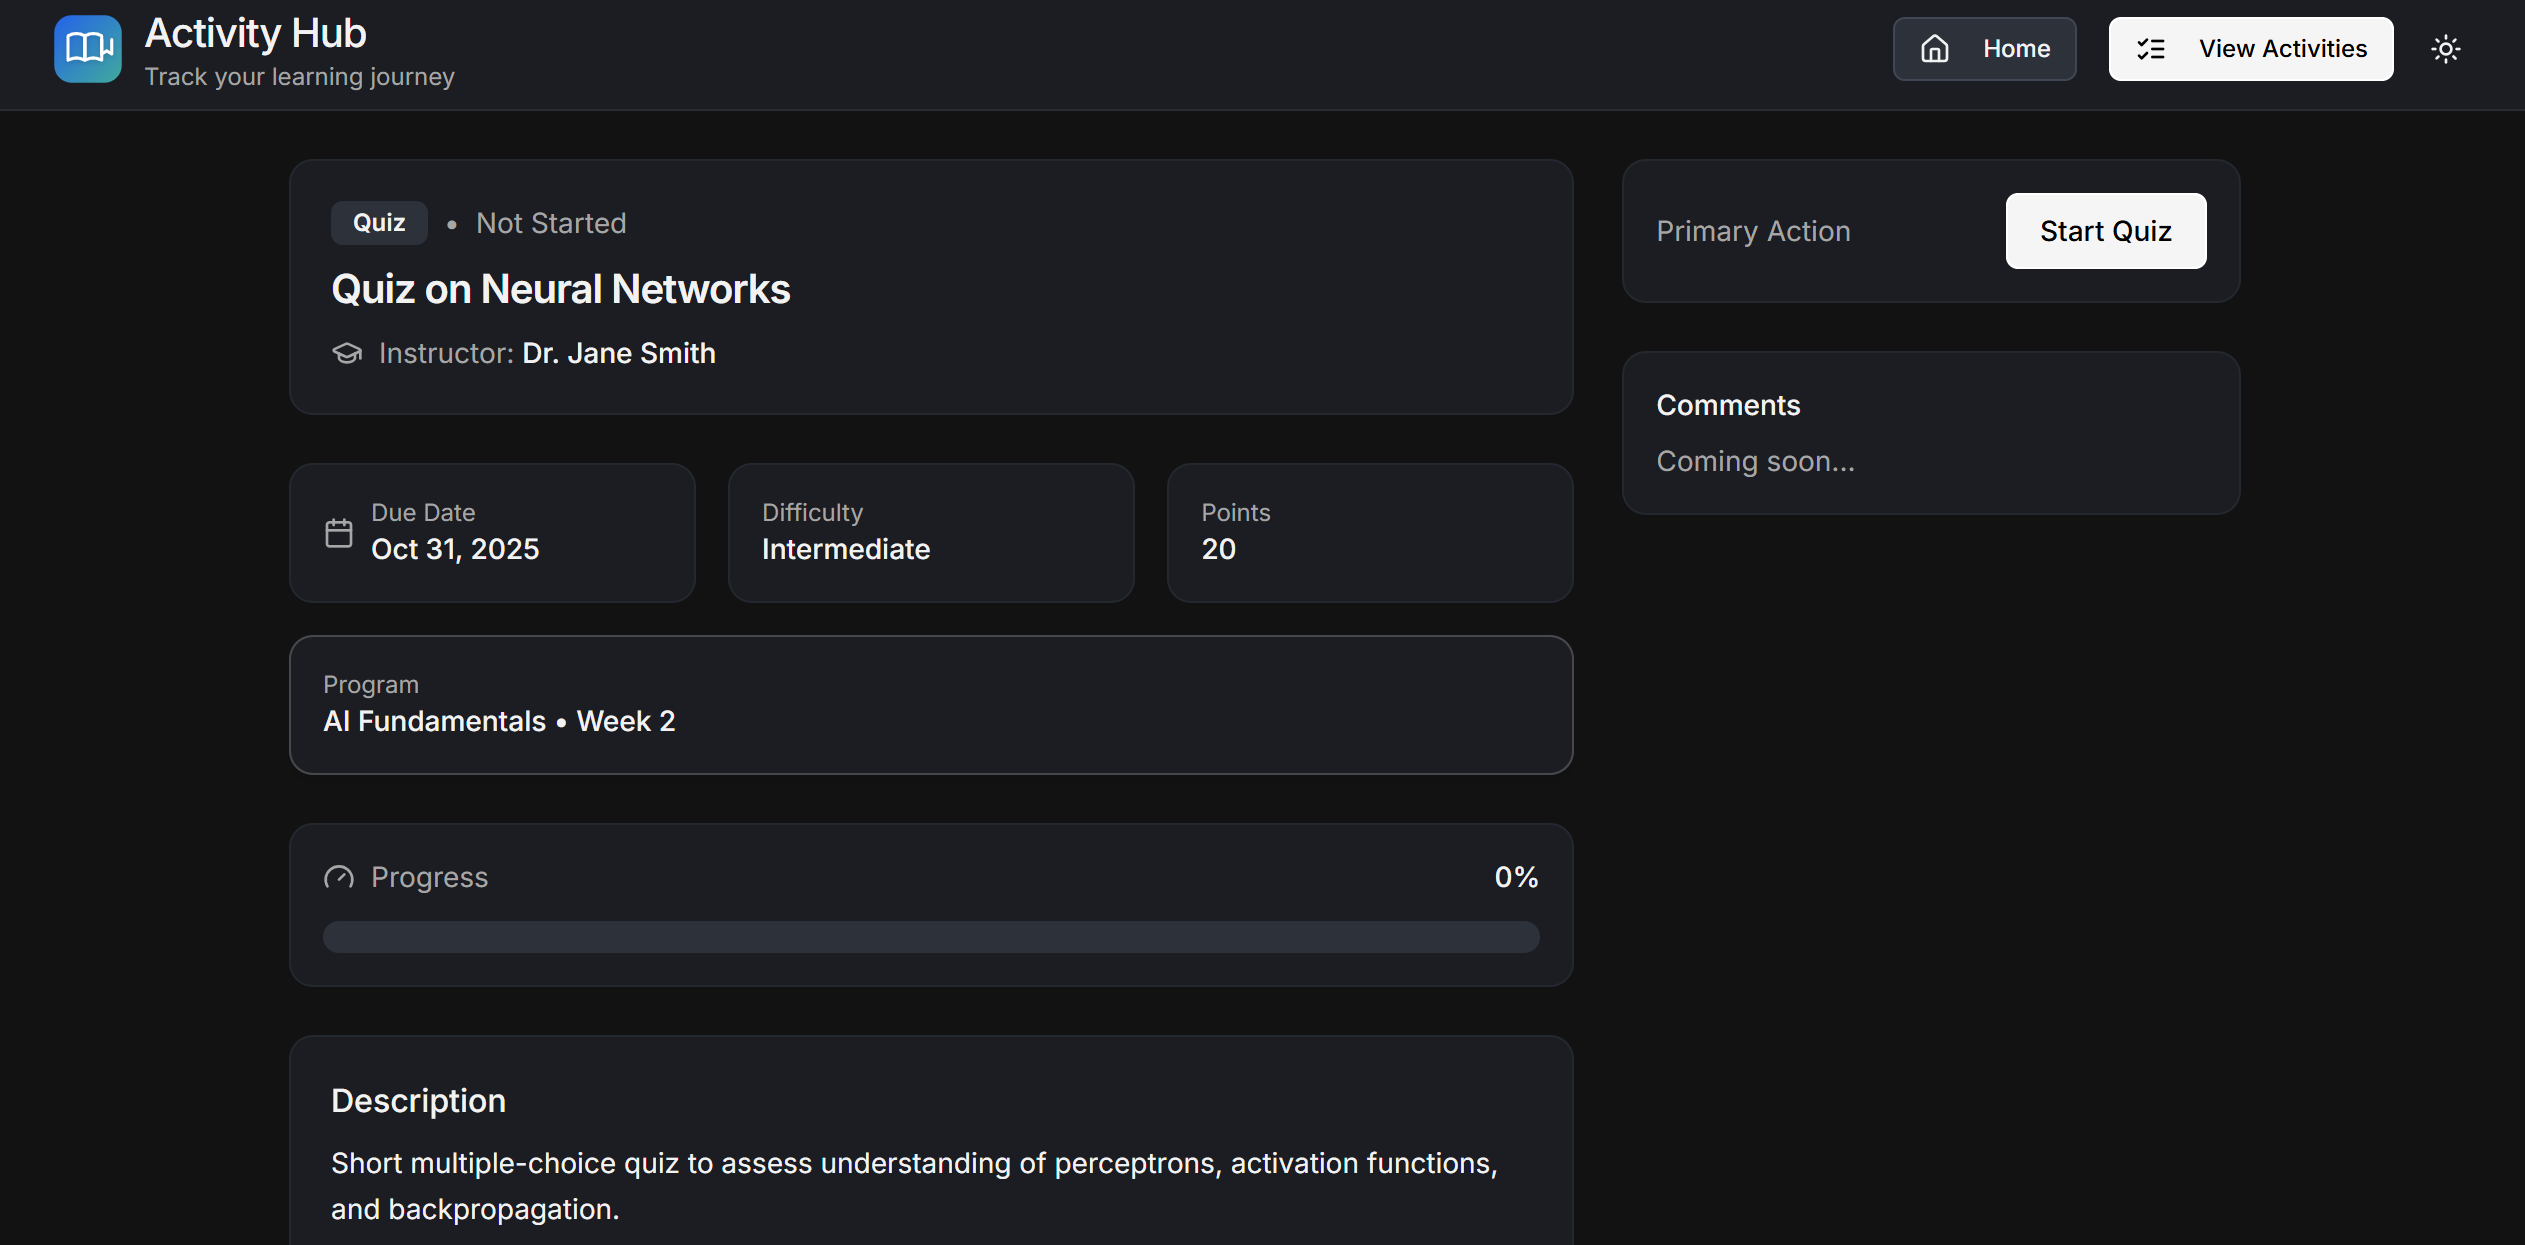 Activity Hub
Track your learning journey
Home
View Activities
Quiz • Not Started
Quiz on Neural Networks
Instructor: Dr. Jane Smith
Due Date
Oct 31, 2025
Difficulty
Intermediate
Points
20
Program
AI Fundamentals • Week 2
Progress
0%
Description
Short multiple-choice quiz to assess understanding of perceptrons, activation functions,
and backpropagation.
Primary Action
Start Quiz
Comments
Coming soon...